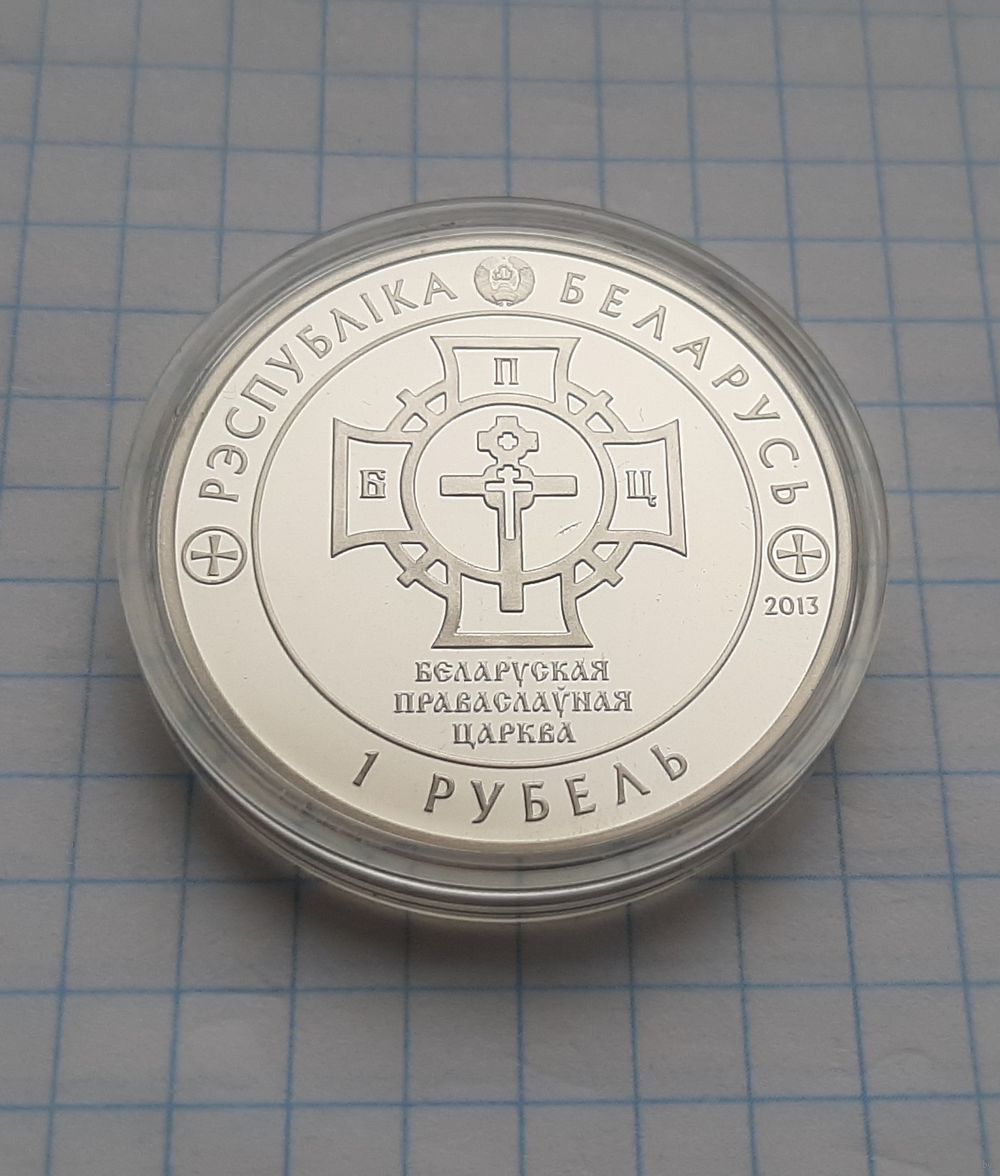 РЭСПУБЛІКА БЕЛАРУСЬ
П
Б Ц
2013
БЕЛАРУСКАЯ
ПРАВАСЛАЎНАЯ
ЦАРКВА
1 РУБЕЛЬ